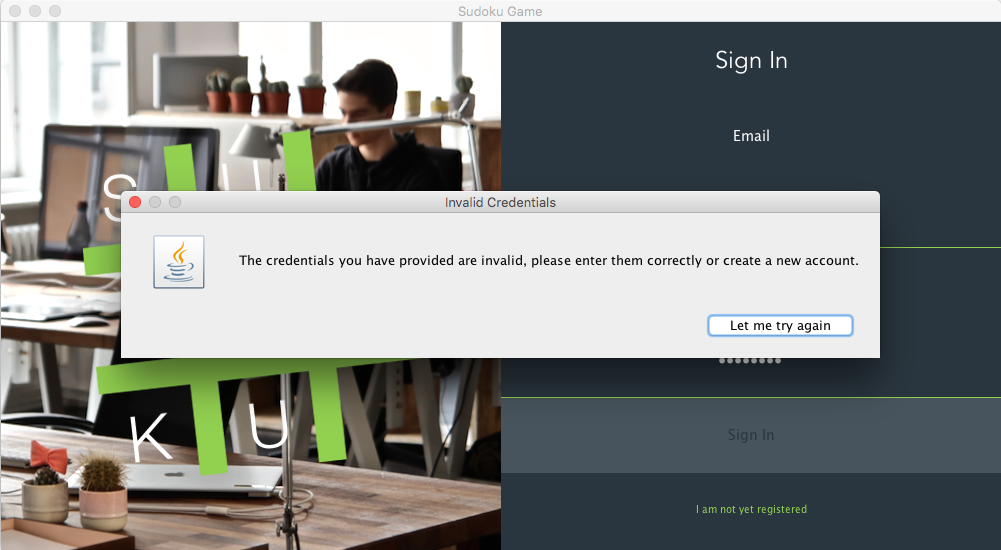 Sudoku Game
Sign In
Email
S U
Invalid Credentials
The credentials you have provided are invalid, please enter them correctly or create a new account.
Let me try again
••••••••
K U
Sign In
I am not yet registered